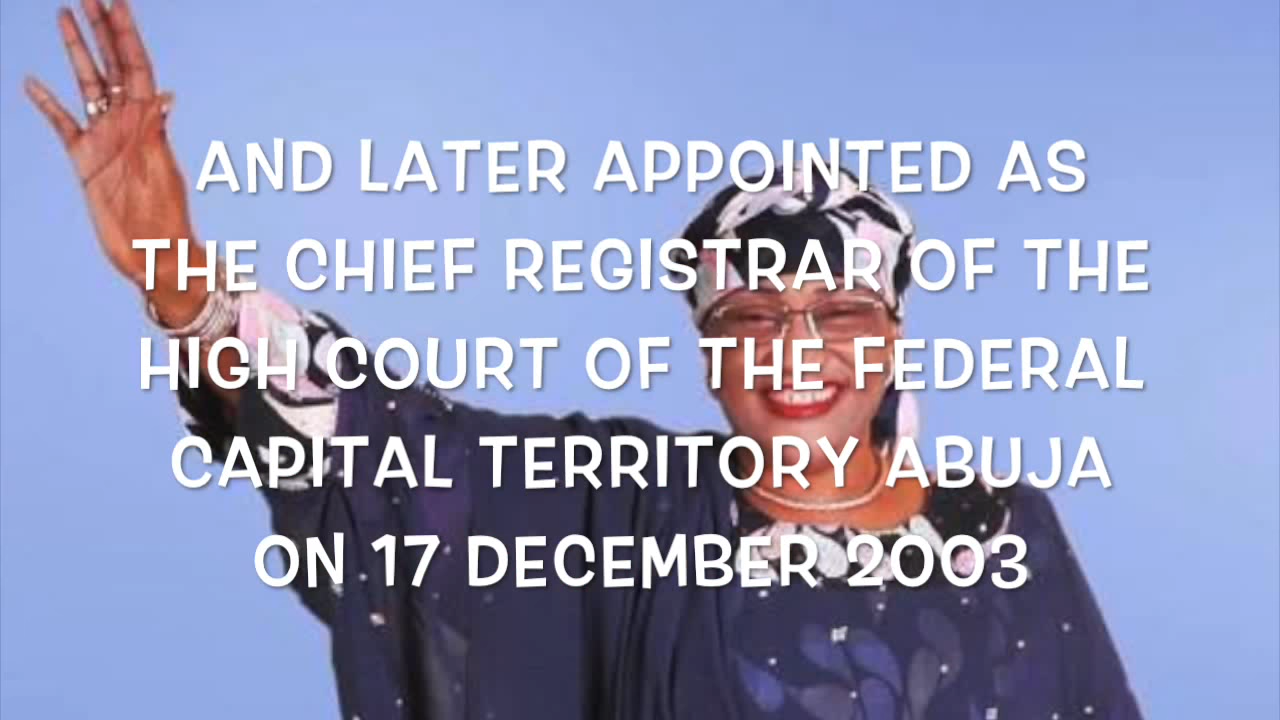 AND LATER APPOINTED AS
THE CHIEF REGISTRAR OF THE
HIGH COURT OF THE FEDERAL
CAPITAL TERRITORY ABUJA
ON 17 DECEMBER 2003